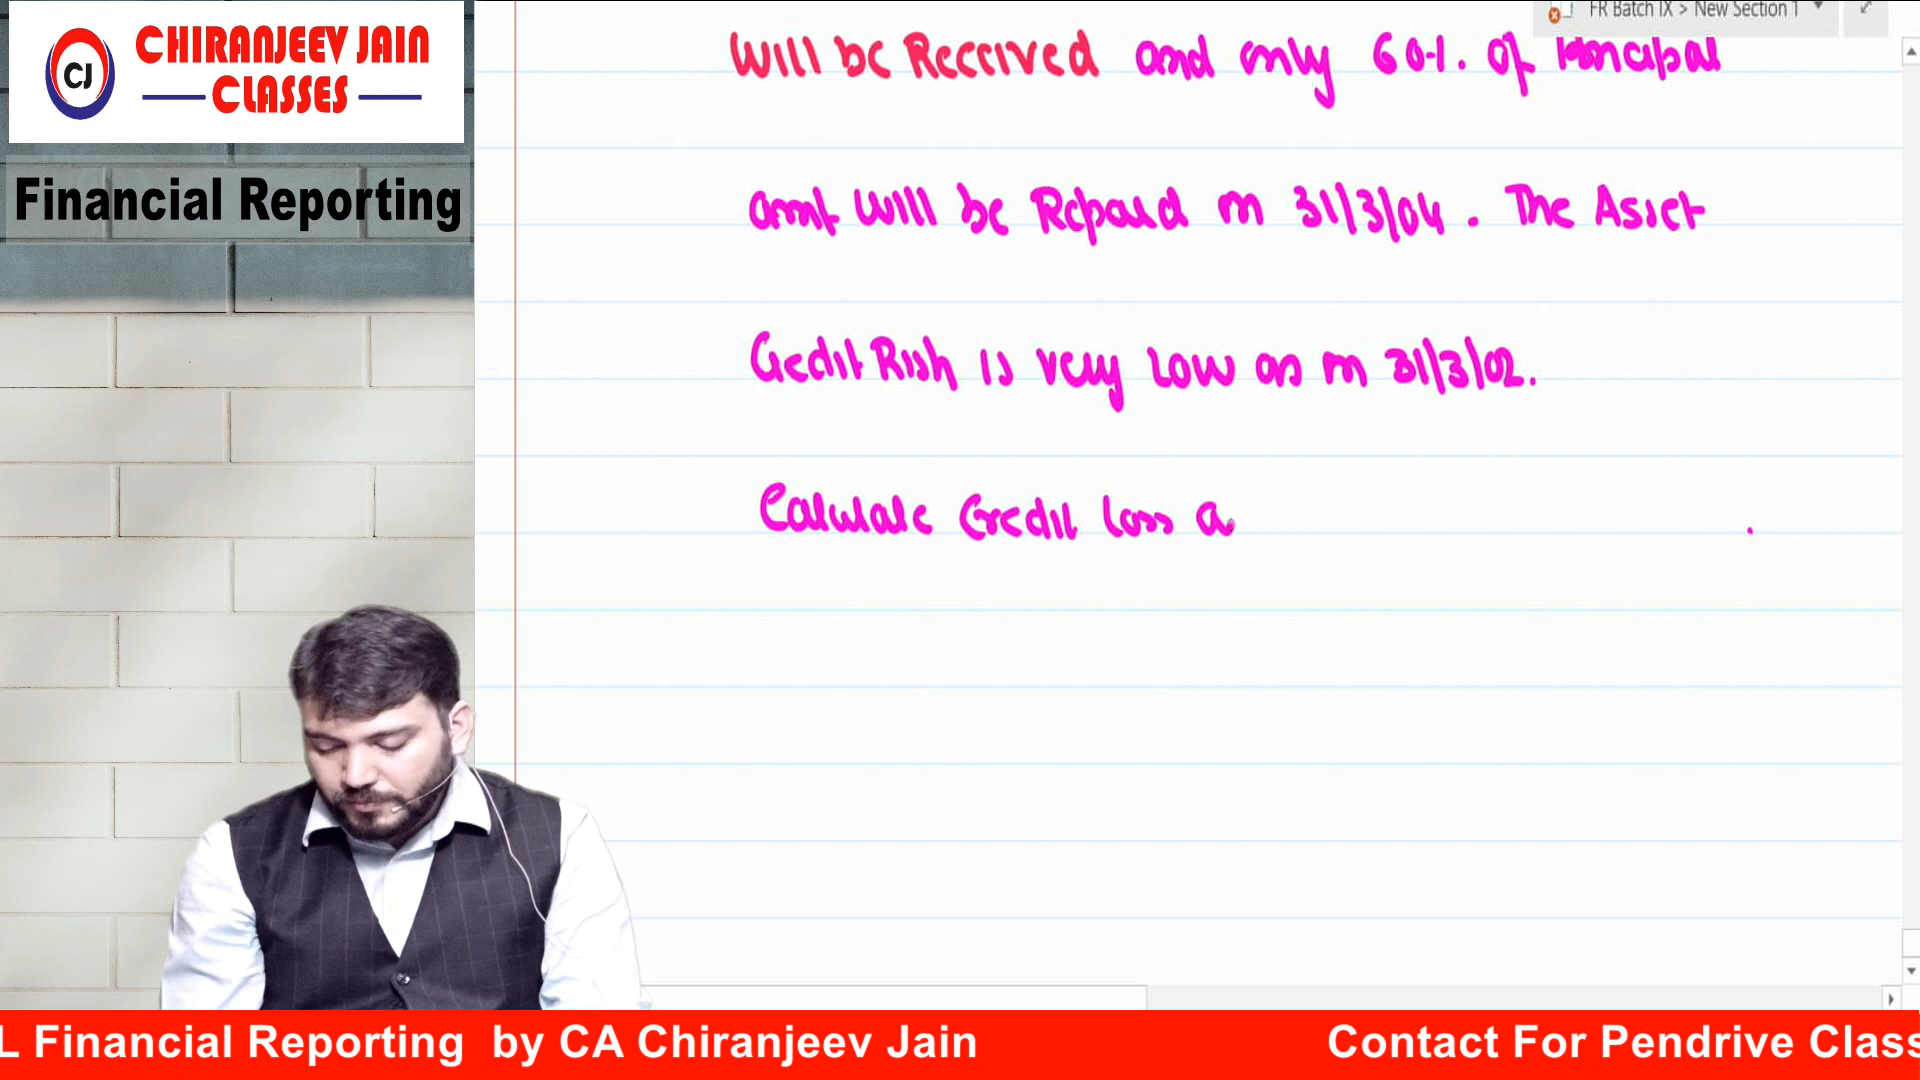 FR Batch IX > New Section 1
CHIRANJEEV JAIN
CJ
CLASSES
Financial Reporting
Will be Received and only 60%. of Principal
amt will be Repaid on 31/3/04. The Asset
Credit Risk is very Low as on 31/3/02.
Calculate Credit Loss a
L Financial Reporting by CA Chiranjeev Jain
Contact For Pendrive Class